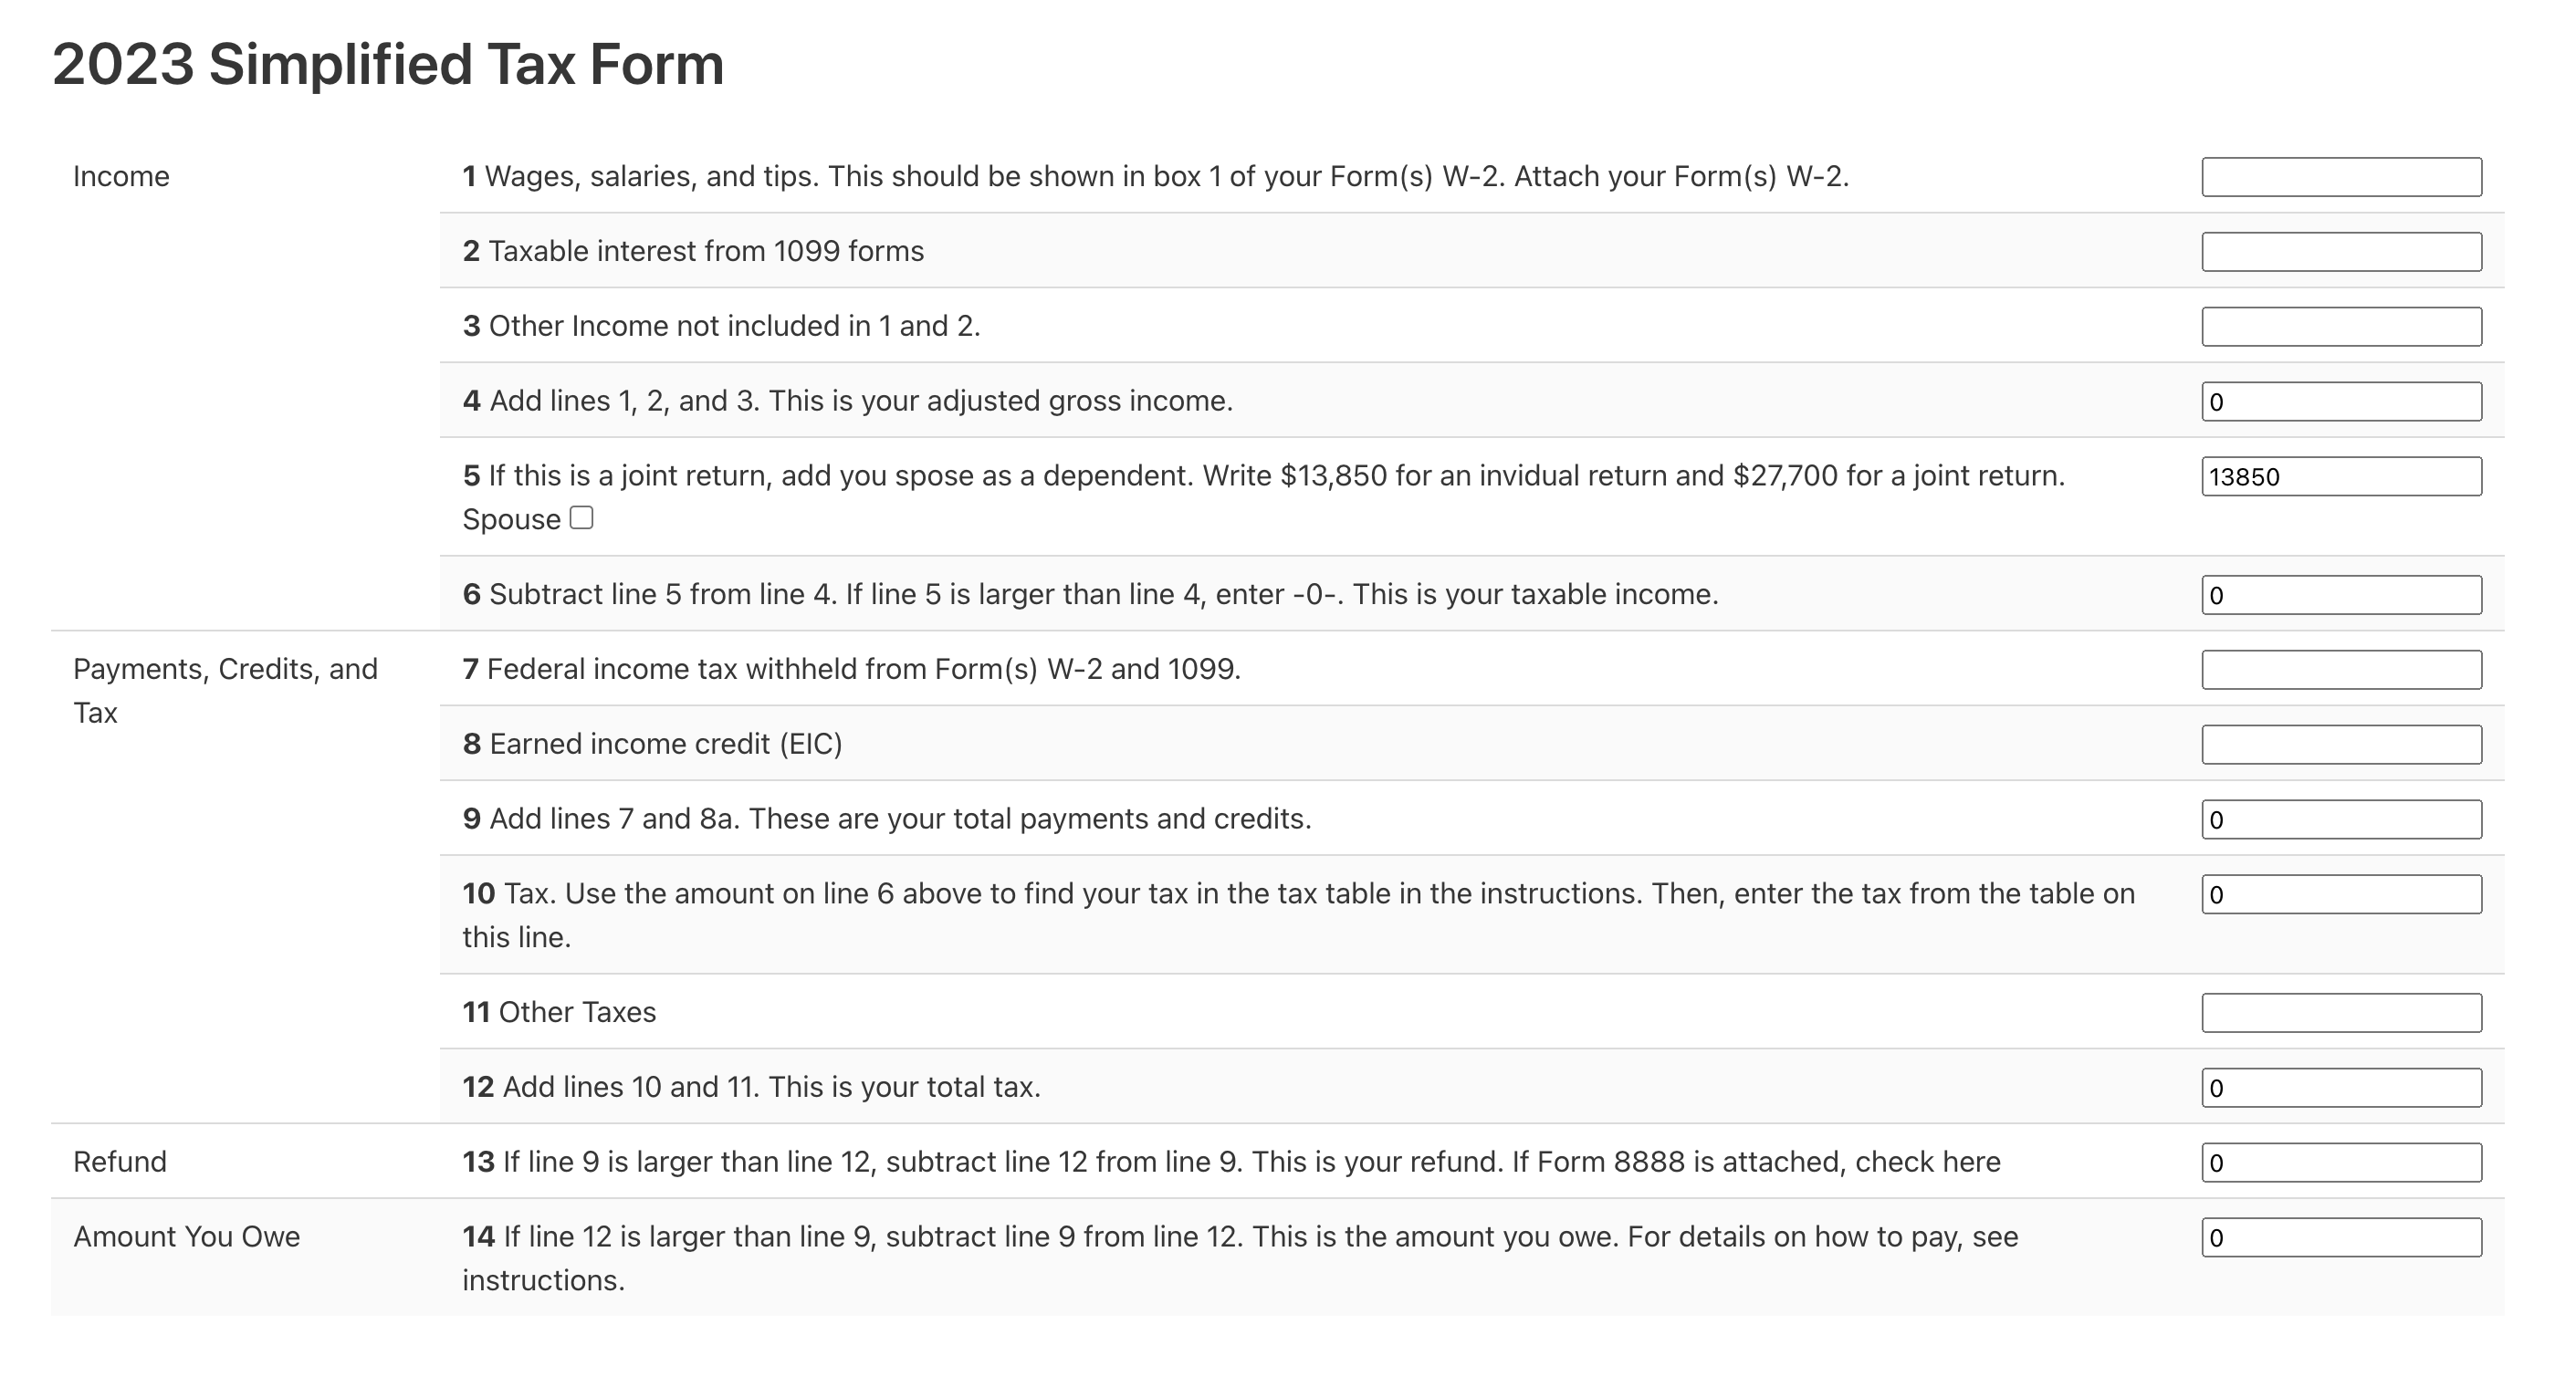 2023 Simplified Tax Form
Income
1 Wages, salaries, and tips. This should be shown in box 1 of your Form(s) W-2. Attach your Form(s) W-2.
2 Taxable interest from 1099 forms
3 Other Income not included in 1 and 2.
4 Add lines 1, 2, and 3. This is your adjusted gross income.
0
5 If this is a joint return, add you spose as a dependent. Write $13,850 for an invidual return and $27,700 for a joint return.
Spouse
13850
6 Subtract line 5 from line 4. If line 5 is larger than line 4, enter -0-. This is your taxable income.
0
Payments, Credits, and
Tax
7 Federal income tax withheld from Form(s) W-2 and 1099.
8 Earned income credit (EIC)
9 Add lines 7 and 8a. These are your total payments and credits.
0
10 Tax. Use the amount on line 6 above to find your tax in the tax table in the instructions. Then, enter the tax from the table on
this line.
0
11 Other Taxes
12 Add lines 10 and 11. This is your total tax.
0
Refund
13 If line 9 is larger than line 12, subtract line 12 from line 9. This is your refund. If Form 8888 is attached, check here
0
Amount You Owe
14 If line 12 is larger than line 9, subtract line 9 from line 12. This is the amount you owe. For details on how to pay, see
instructions.
0